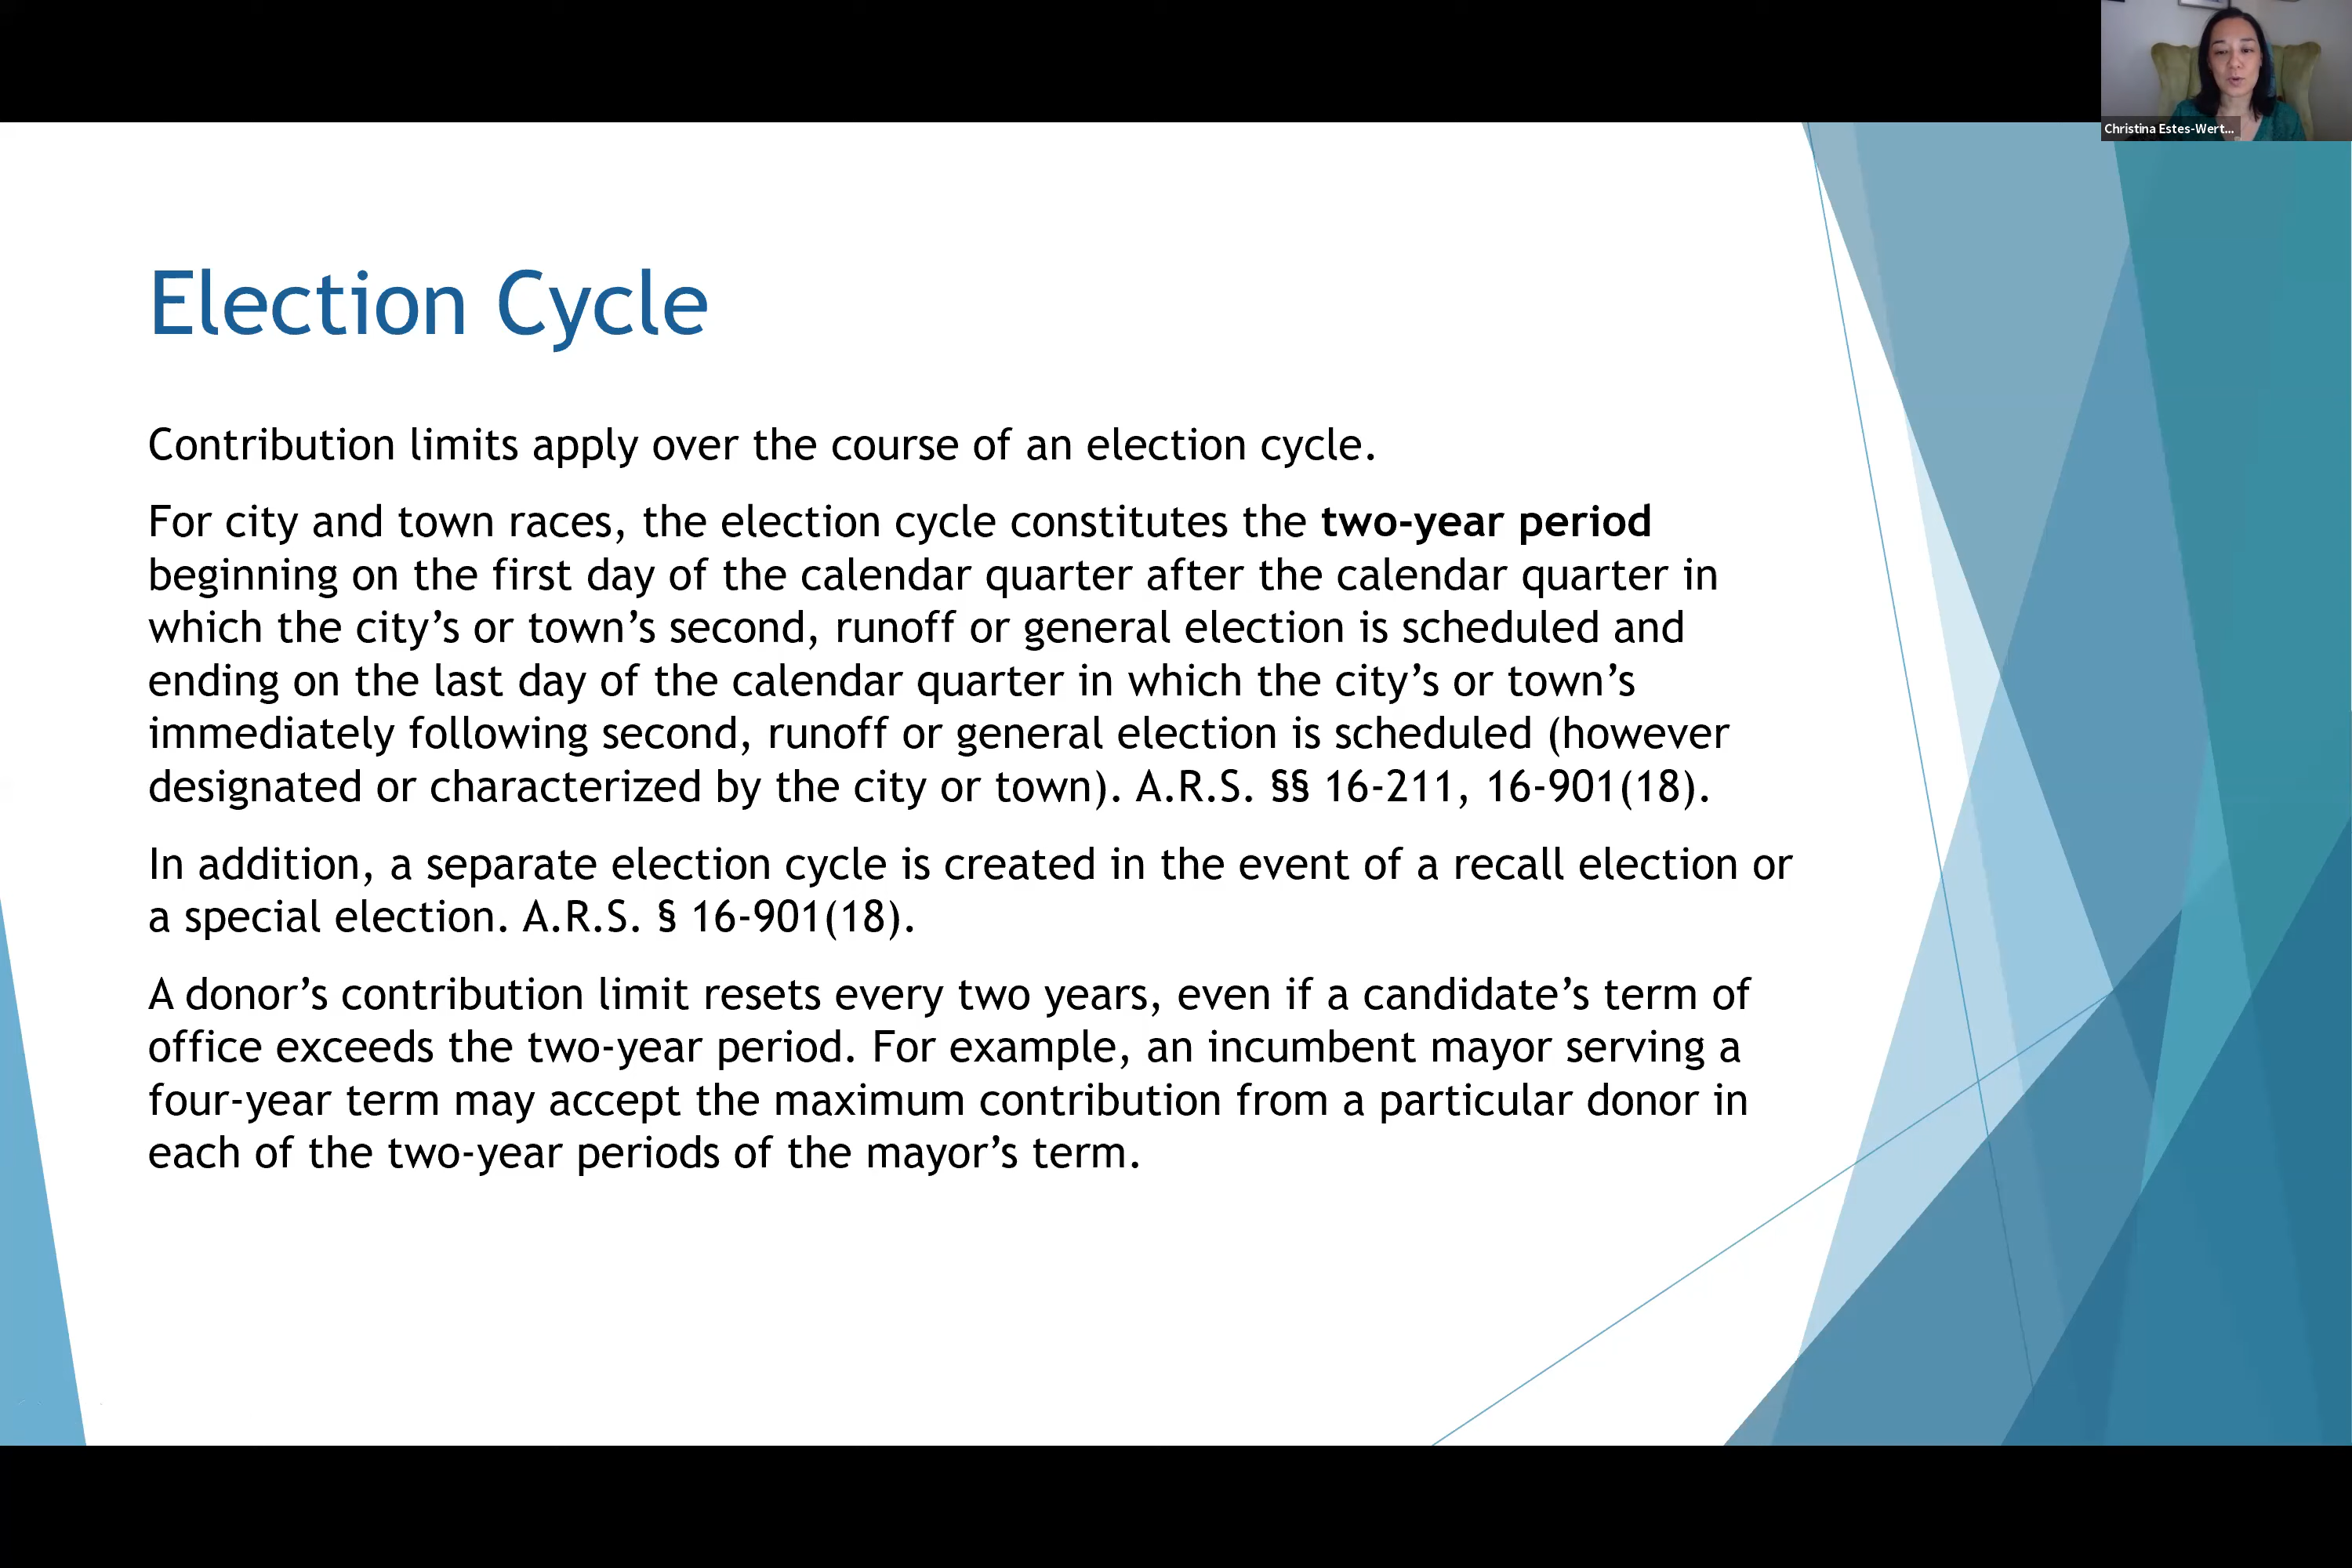 Christina Estes-Wert...
Election Cycle
Contribution limits apply over the course of an election cycle.
For city and town races, the election cycle constitutes the two-year period
beginning on the first day of the calendar quarter after the calendar quarter in
which the city’s or town’s second, runoff or general election is scheduled and
ending on the last day of the calendar quarter in which the city’s or town’s
immediately following second, runoff or general election is scheduled (however
designated or characterized by the city or town). A.R.S. §§ 16-211, 16-901(18).
In addition, a separate election cycle is created in the event of a recall election or
a special election. A.R.S. § 16-901(18).
A donor’s contribution limit resets every two years, even if a candidate’s term of
office exceeds the two-year period. For example, an incumbent mayor serving a
four-year term may accept the maximum contribution from a particular donor in
each of the two-year periods of the mayor’s term.